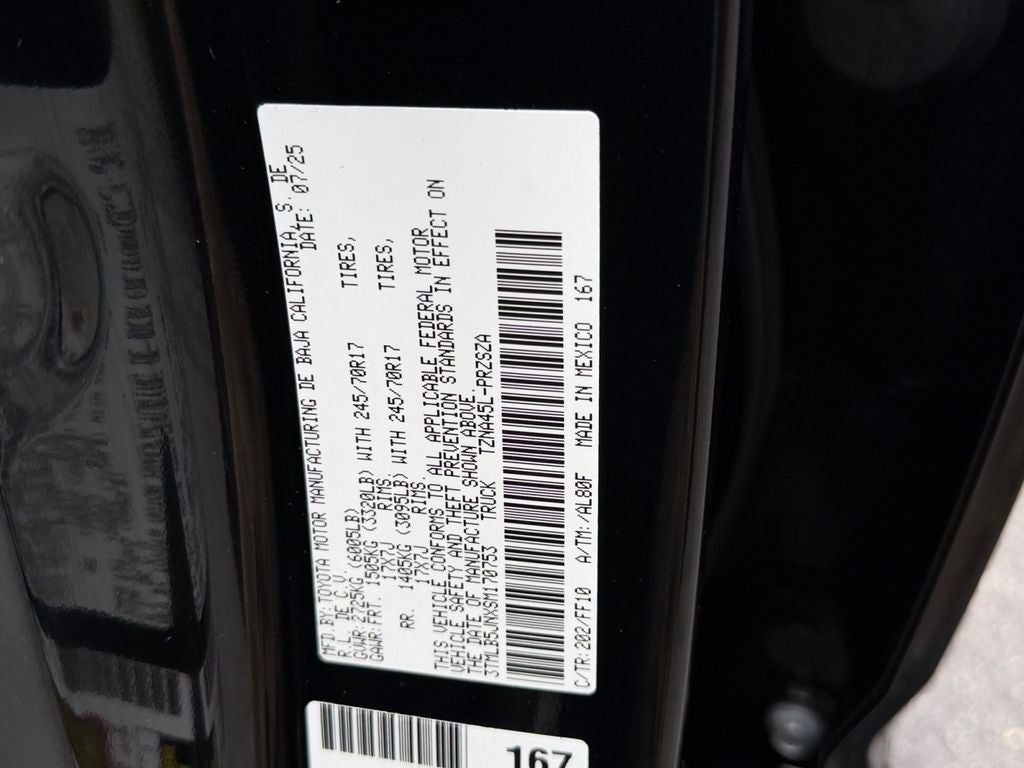 MFD.BY:TOYOTA MOTOR MANUFACTURING DE BAJA CALIFORNIA, S. DE
R.L. DE C.V. DATE: 07/25
GVWR: 2725KG (6005LB)
GAWR:FRT. 1505KG (3320LB) WITH 245/70R17 TIRES,
17X7J RIMS.
RR. 1405KG (3095LB) WITH 245/70R17 TIRES,
17X7J RIMS.
THIS VEHICLE CONFORMS TO ALL APPLICABLE FEDERAL MOTOR
VEHICLE SAFETY AND THEFT PREVENTION STANDARDS IN EFFECT ON
THE DATE OF MANUFACTURE SHOWN ABOVE.
3TMLB5JNXSM170753 TRUCK TZNA45L-PRZSZA
C/TR:202/FF10 A/TM:/AL80F MADE IN MEXICO 167
167